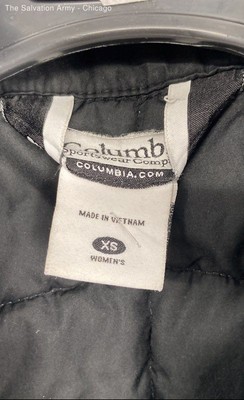 The Salvation Army - Chicago
Columb
Sportswear Comp
COLUMBIA.COM
MADE IN VIETNAM
XS
WOMEN'S